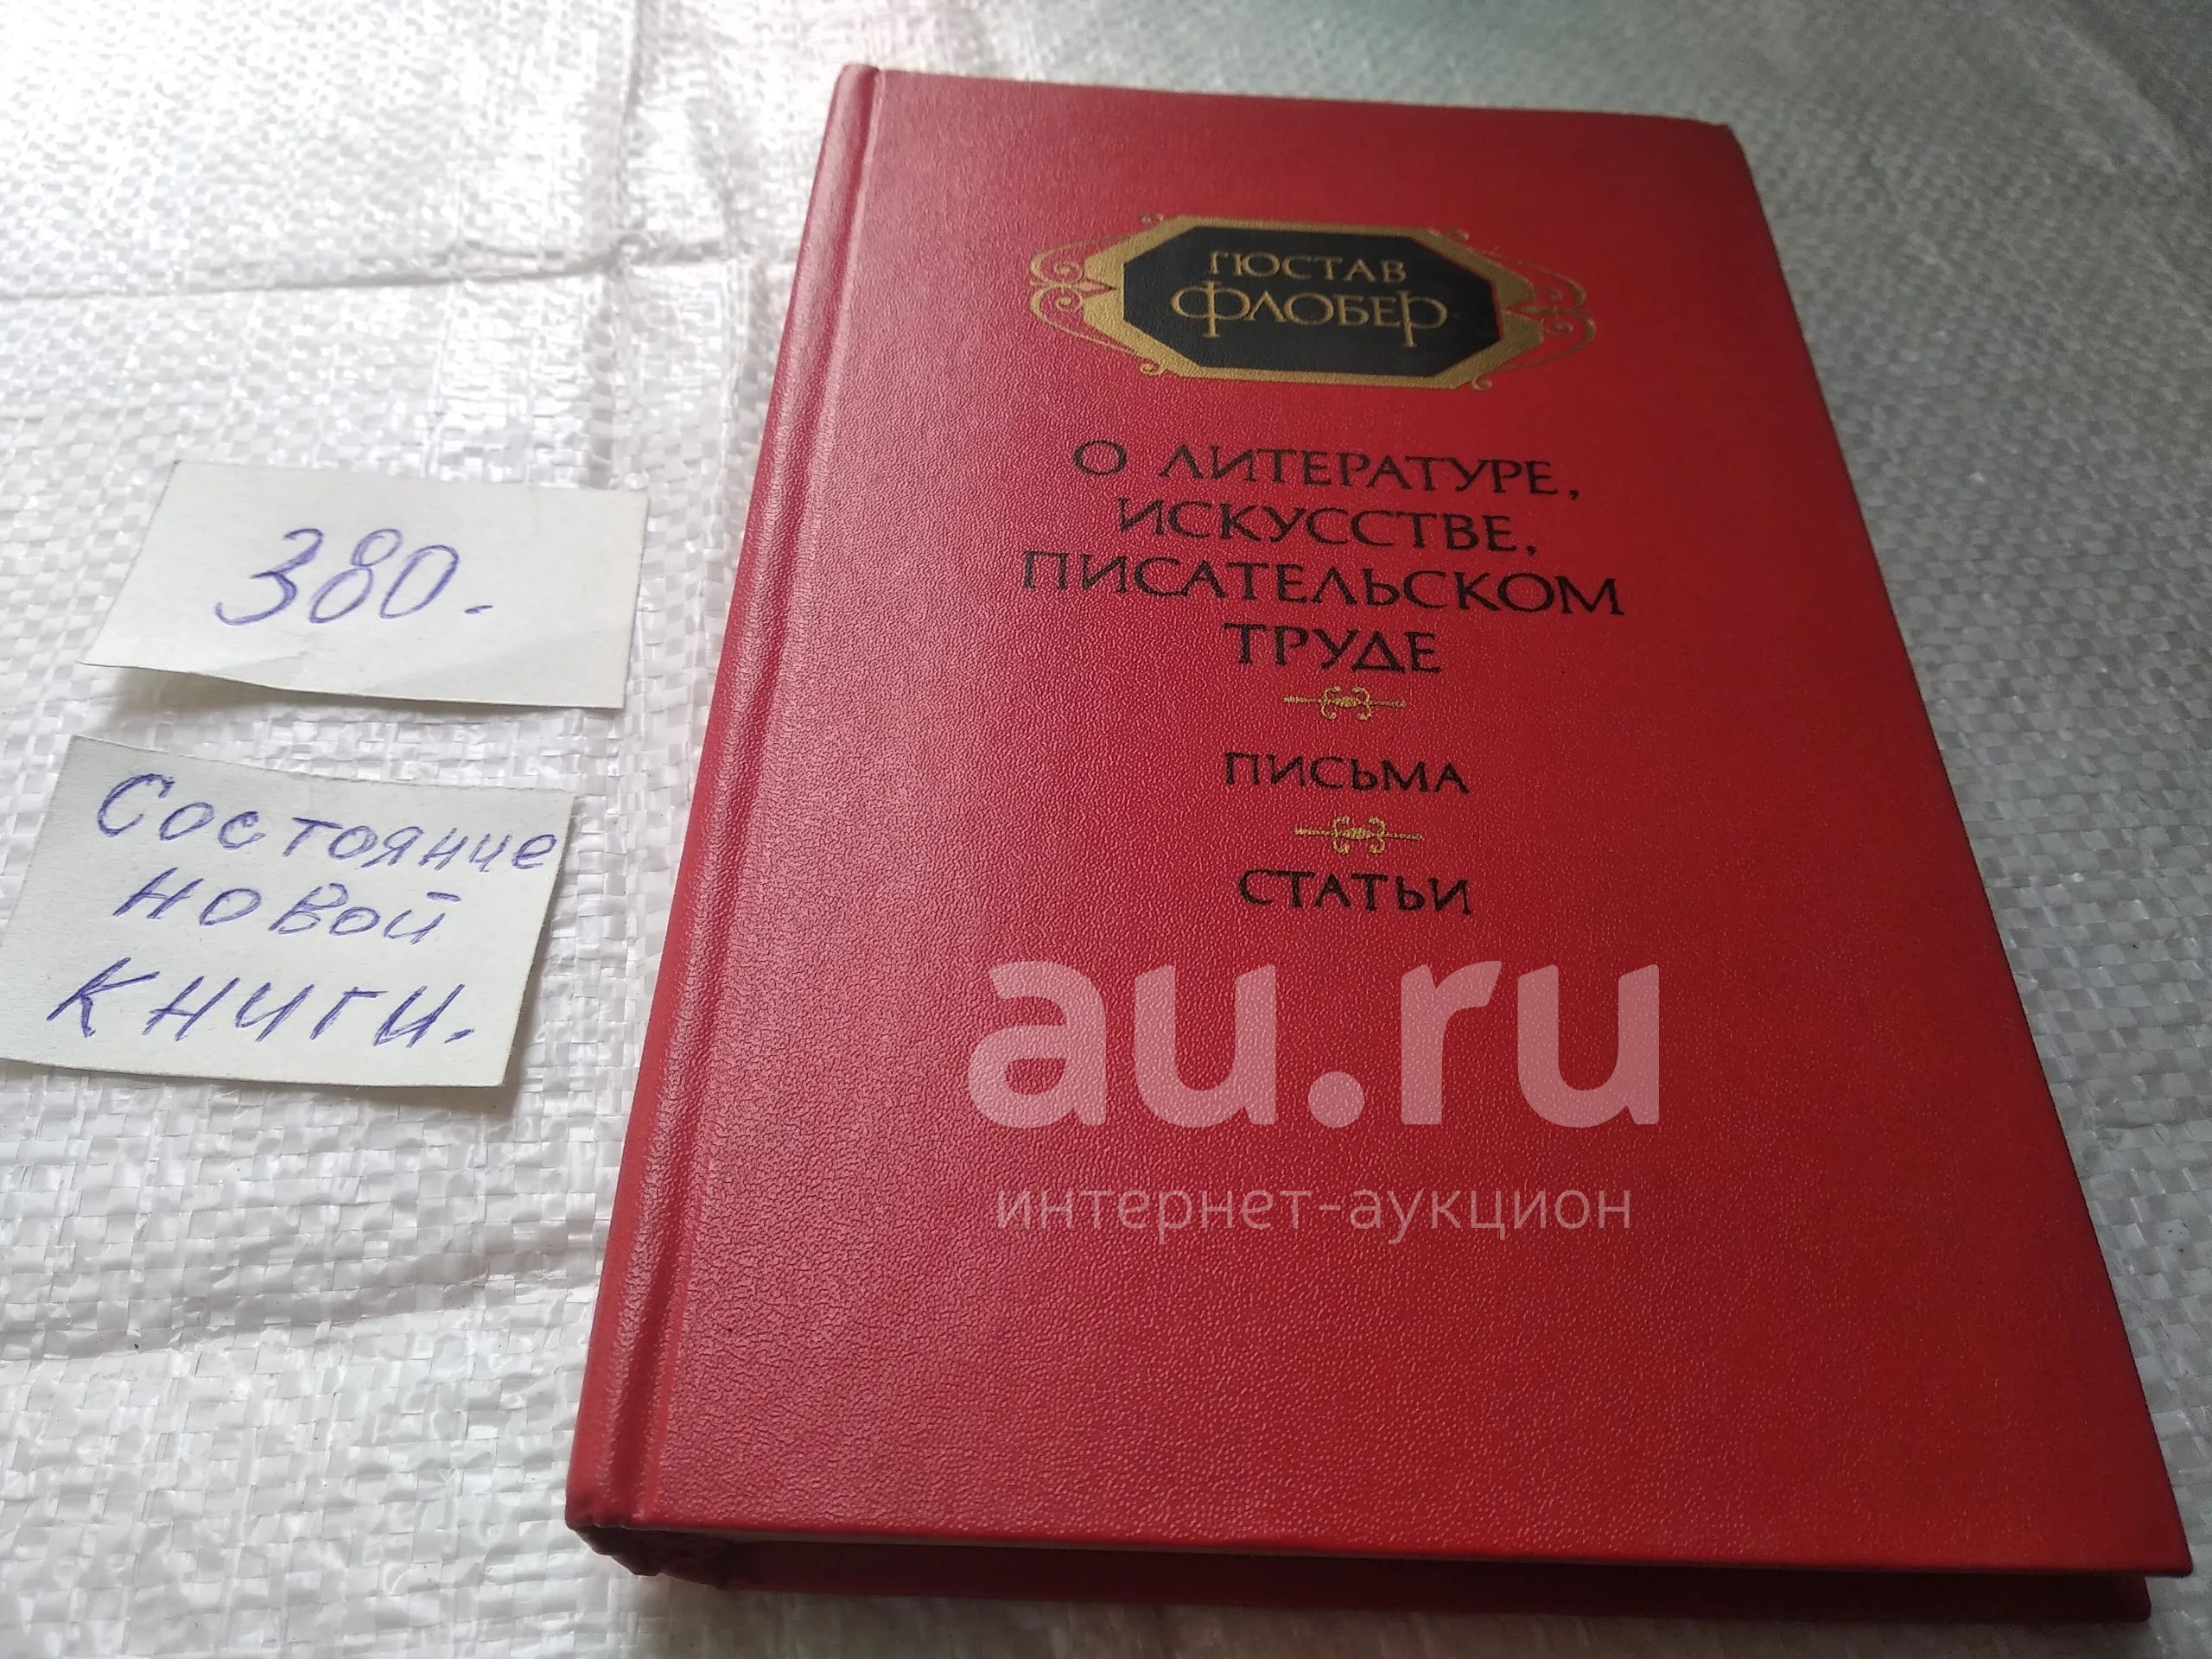 380.
Состояние
новой
книги.
ГЮСТАВ
ФЛОБЕР
О ЛИТЕРАТУРЕ,
ИСКУССТВЕ,
ПИСАТЕЛЬСКОМ
ТРУДЕ
ПИСЬМА
СТАТЬИ
au.ru
интернет-аукцион